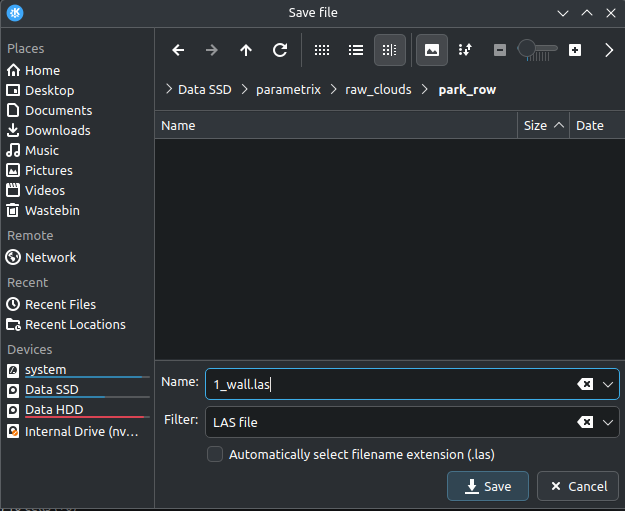 Save file
Places
Home
Desktop
Documents
Downloads
Music
Pictures
Videos
Wastebin
Remote
Network
Recent
Recent Files
Recent Locations
Devices
system
Data SSD
Data HDD
Internal Drive (nv...
Data SSD parametrix raw_clouds park_row
Name Size Date
Name: 1_wall.las
Filter: LAS file
Automatically select filename extension (.las)
Save Cancel